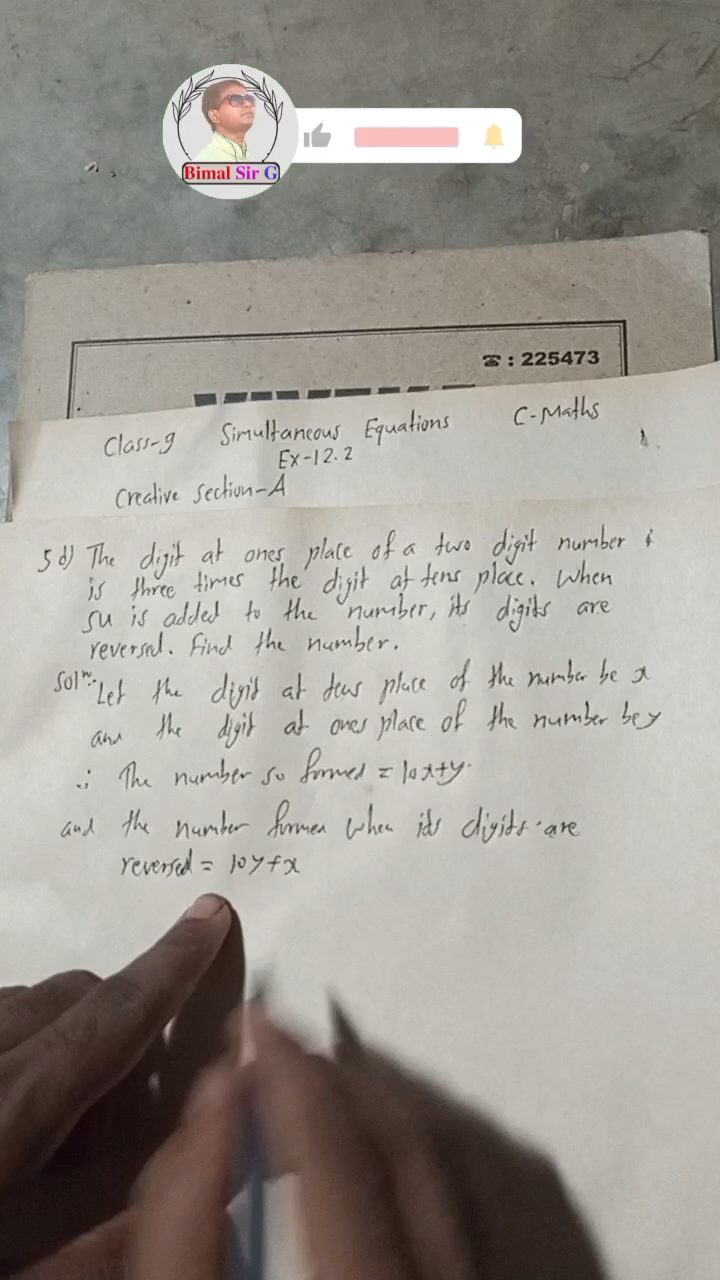 Bimal Sir G
☎ : 225473
Class-9 Simultaneous Equations C-Maths
Ex-12.2
Creative Section-A
5 d) The digit at ones place of a two digit number
is three times the digit at tens place. When
54 is added to the number, its digits are
reversed. Find the number.
Solⁿ: Let the digit at tens place of the number be x
and the digit at ones place of the number be y
∴ The number so formed = 10x+y.
and the number formed when its digits are
reversed = 10y+x